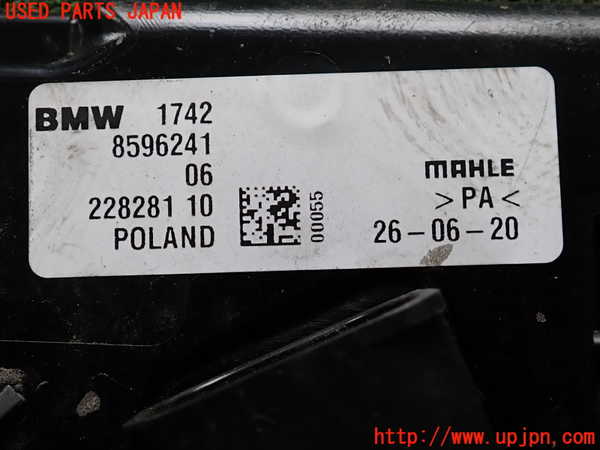 USED PARTS JAPAN
BMW 1742
8596241
06
228281 10
POLAND
00055
MAHLE
>PA<
26-06-20
http://www.upjpn.com/